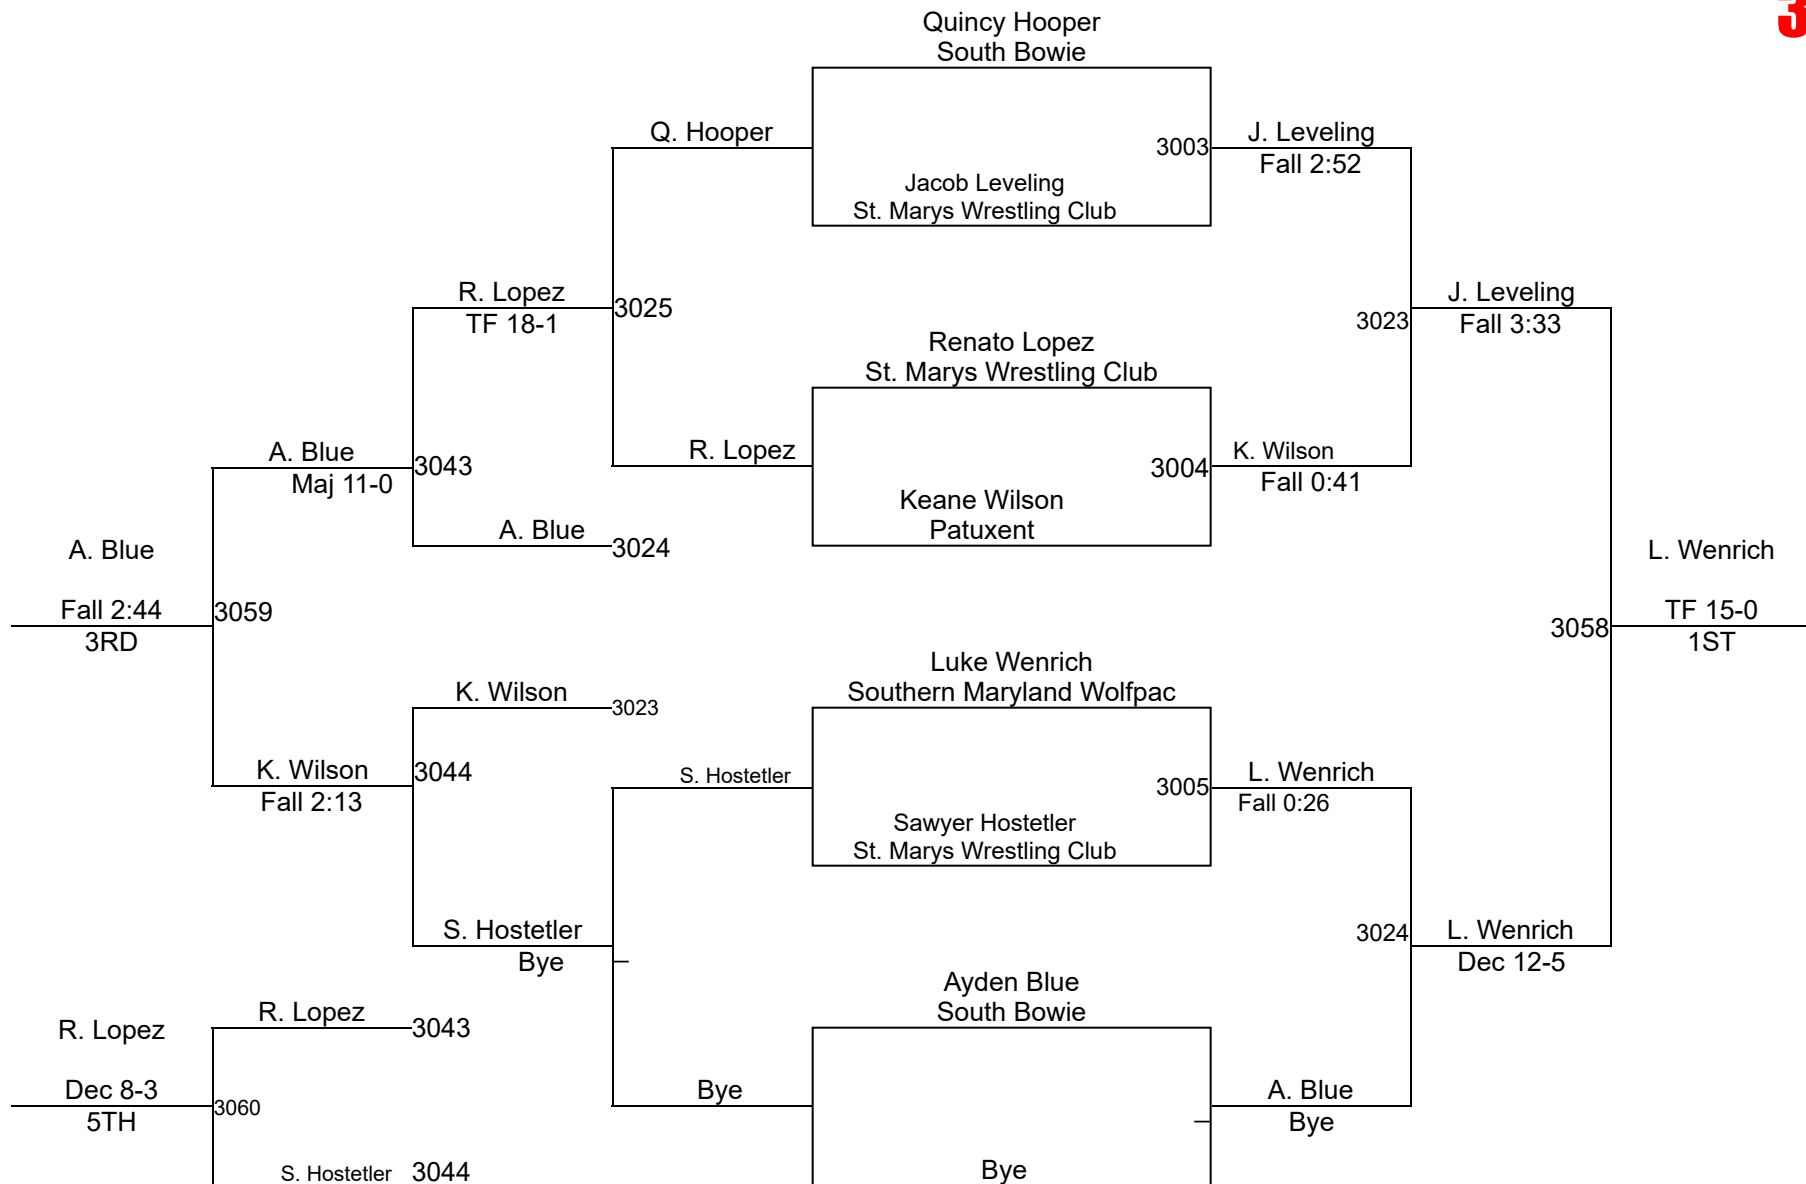 3
Quincy Hooper
South Bowie
Q. Hooper
3003
J. Leveling
Fall 2:52
Jacob Leveling
St. Marys Wrestling Club
R. Lopez
TF 18-1
3025
3023
J. Leveling
Fall 3:33
Renato Lopez
St. Marys Wrestling Club
A. Blue
Maj 11-0
3043
R. Lopez
3004
K. Wilson
Fall 0:41
Keane Wilson
Patuxent
A. Blue
3024
A. Blue
Fall 2:44
3RD
3059
L. Wenrich
TF 15-0
1ST
3058
Luke Wenrich
Southern Maryland Wolfpac
K. Wilson
3023
K. Wilson
Fall 2:13
3044
S. Hostetler
3005
L. Wenrich
Fall 0:26
Sawyer Hostetler
St. Marys Wrestling Club
S. Hostetler
Bye
3024
L. Wenrich
Dec 12-5
Ayden Blue
South Bowie
R. Lopez
Dec 8-3
5TH
R. Lopez
3043
3060
Bye
A. Blue
Bye
S. Hostetler
3044
Bye